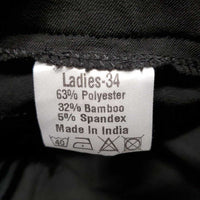 Ladies-34
63% Polyester
32% Bamboo
5% Spandex
Made In India
40